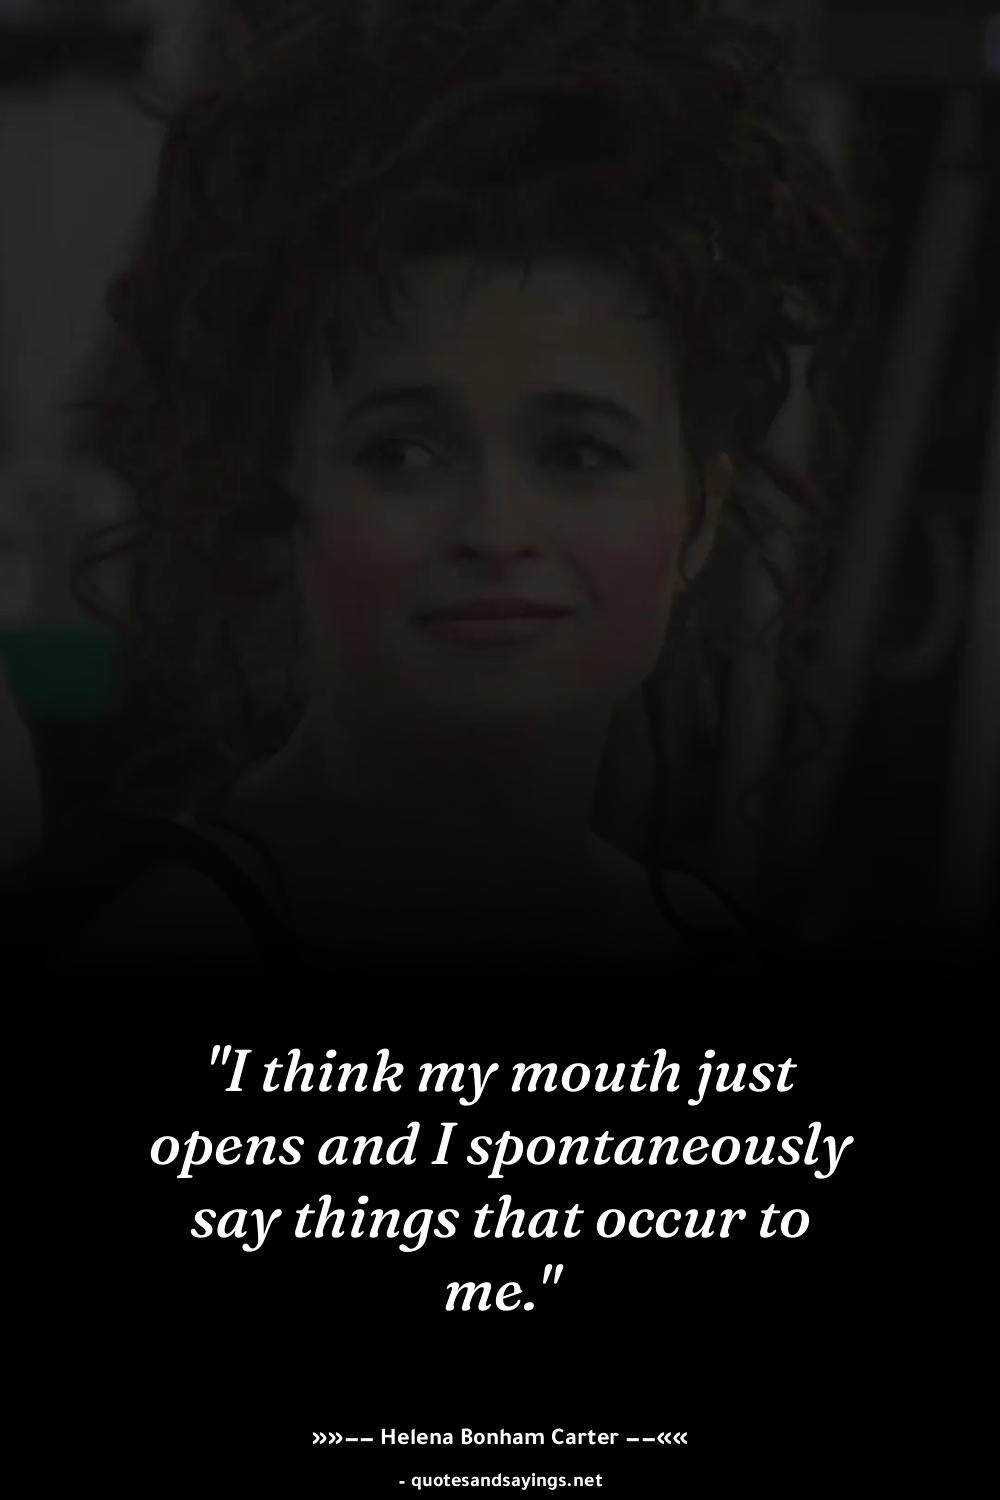 "I think my mouth just
opens and I spontaneously
say things that occur to
me."
»»–– Helena Bonham Carter ––««
- quotesandsayings.net